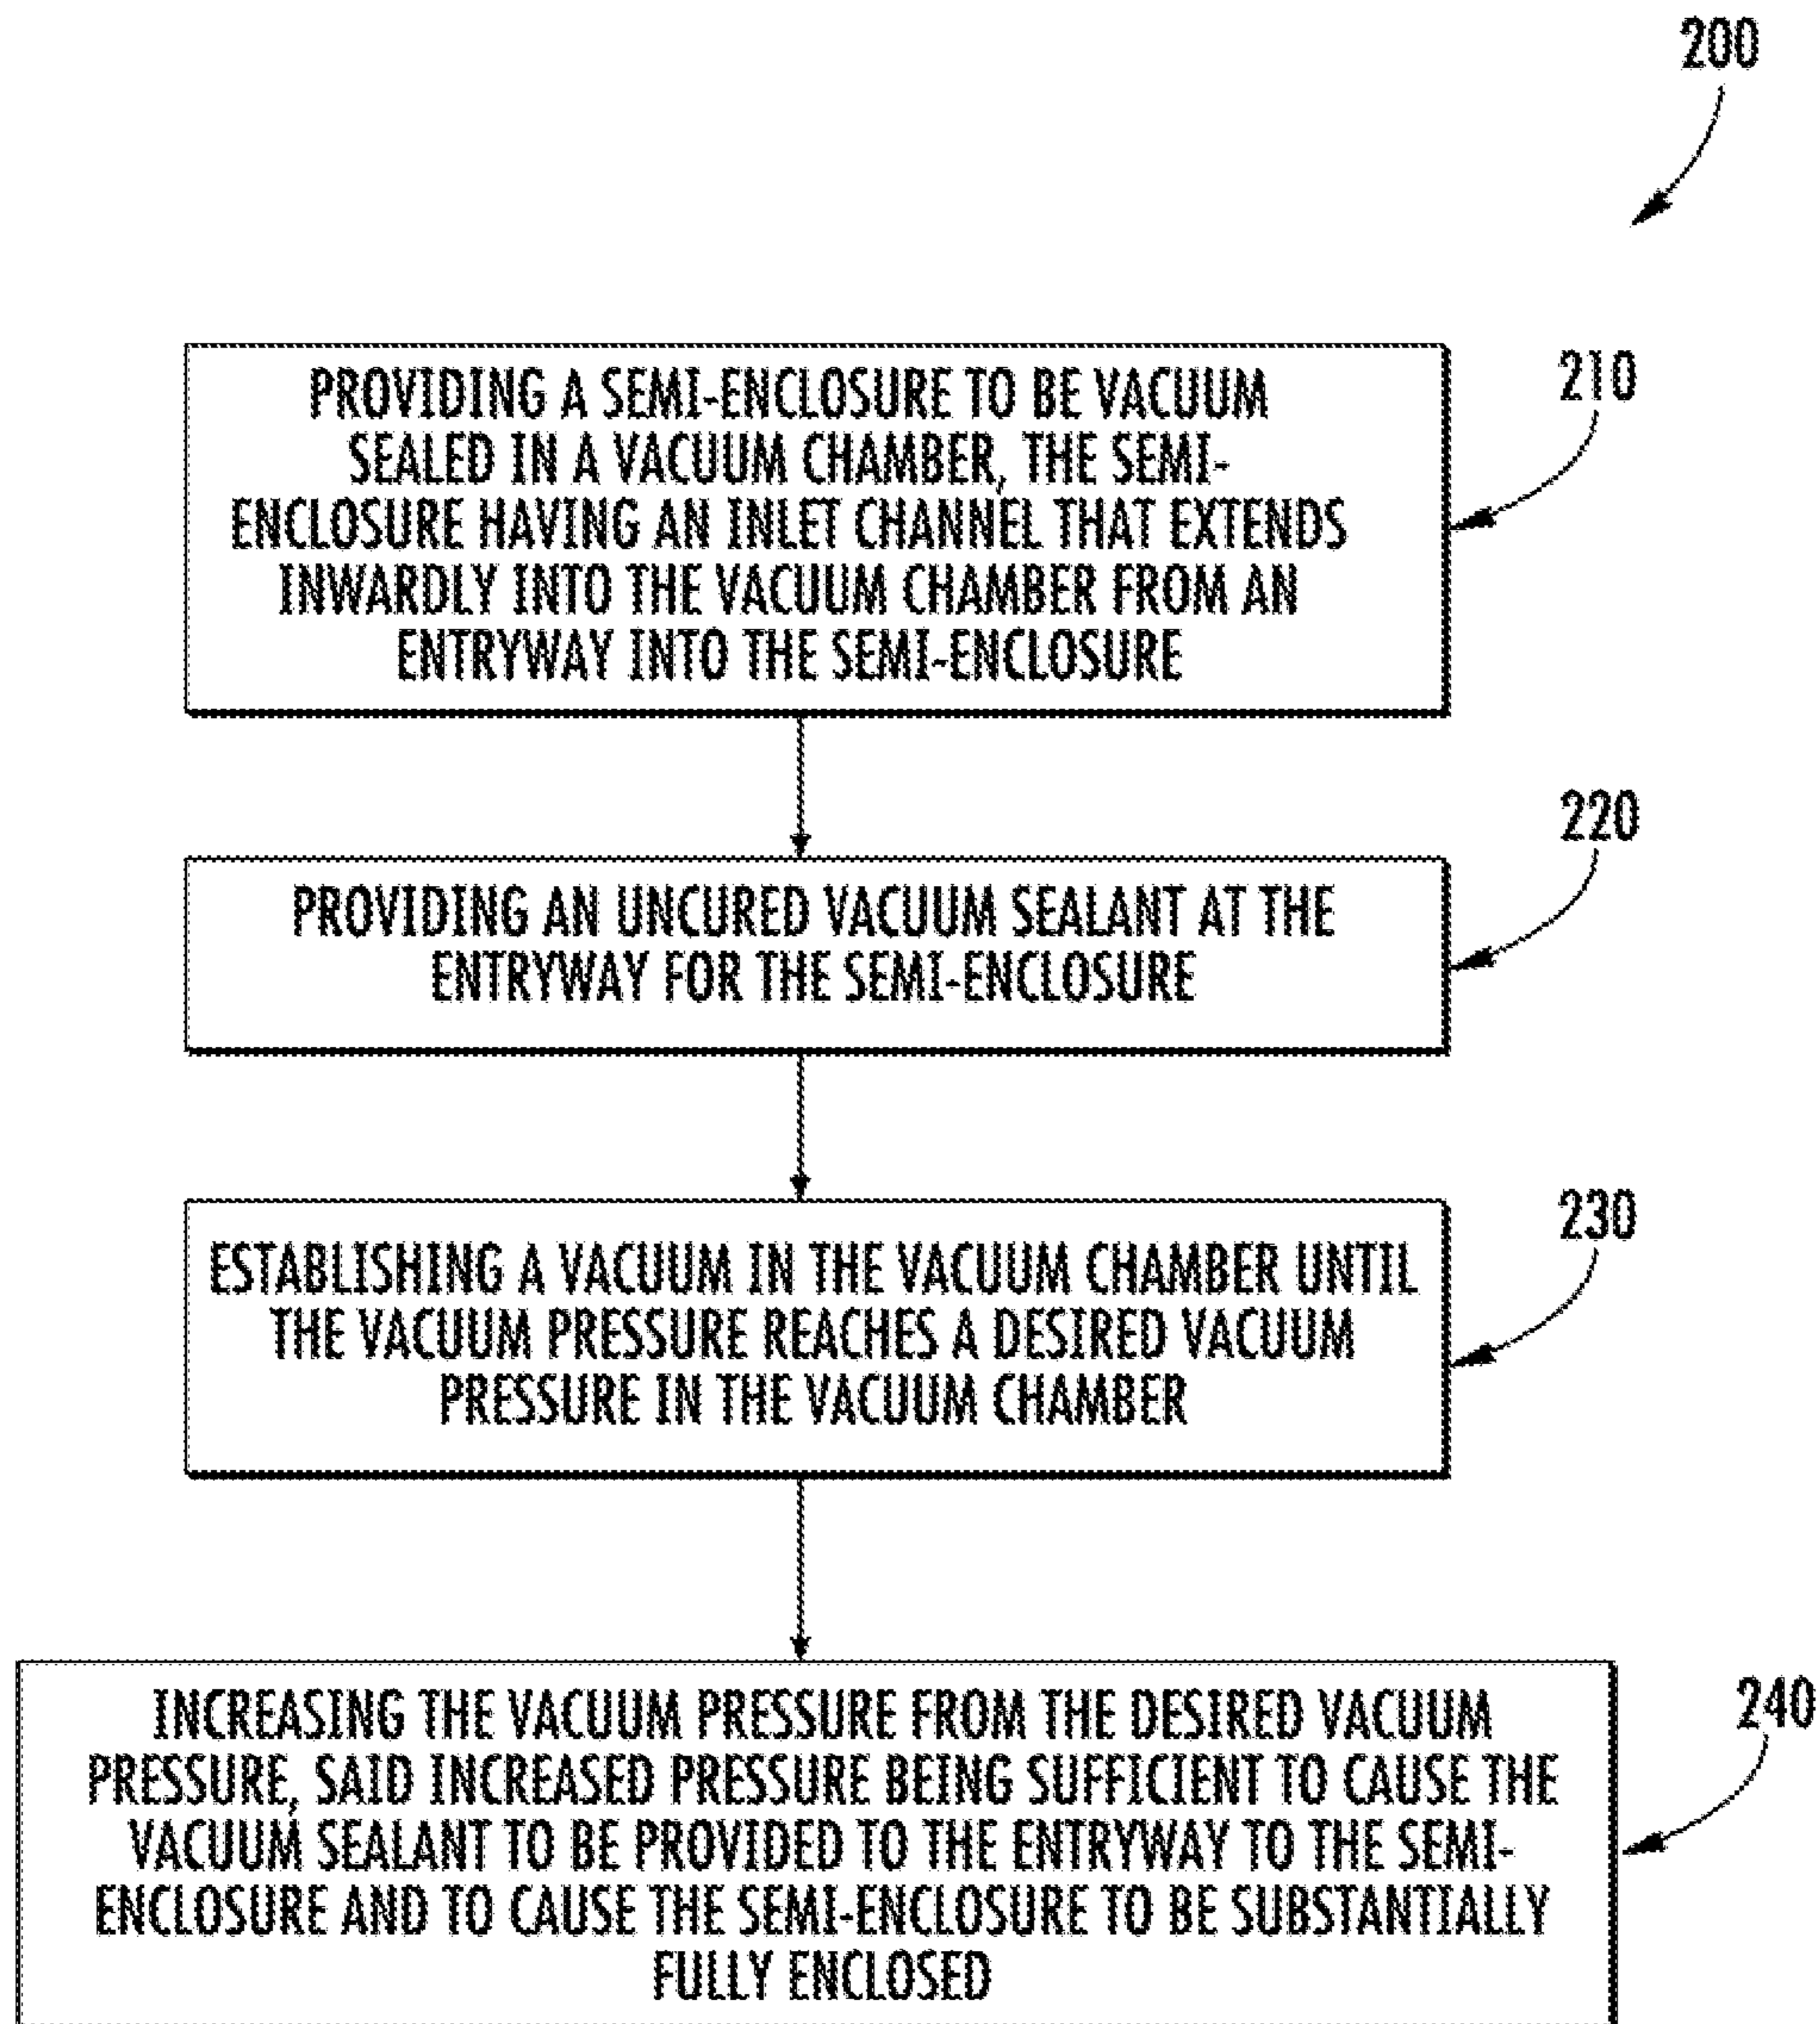 200
PROVIDING A SEMI-ENCLOSURE TO BE VACUUM
SEALED IN A VACUUM CHAMBER, THE SEMI-
ENCLOSURE HAVING AN INLET CHANNEL THAT EXTENDS
INWARDLY INTO THE VACUUM CHAMBER FROM AN
ENTRYWAY INTO THE SEMI-ENCLOSURE
210
PROVIDING AN UNCURED VACUUM SEALANT AT THE
ENTRYWAY FOR THE SEMI-ENCLOSURE
220
ESTABLISHING A VACUUM IN THE VACUUM CHAMBER UNTIL
THE VACUUM PRESSURE REACHES A DESIRED VACUUM
PRESSURE IN THE VACUUM CHAMBER
230
INCREASING THE VACUUM PRESSURE FROM THE DESIRED VACUUM
PRESSURE, SAID INCREASED PRESSURE BEING SUFFICIENT TO CAUSE THE
VACUUM SEALANT TO BE PROVIDED TO THE ENTRYWAY TO THE SEMI-
ENCLOSURE AND TO CAUSE THE SEMI-ENCLOSURE TO BE SUBSTANTIALLY
FULLY ENCLOSED
240